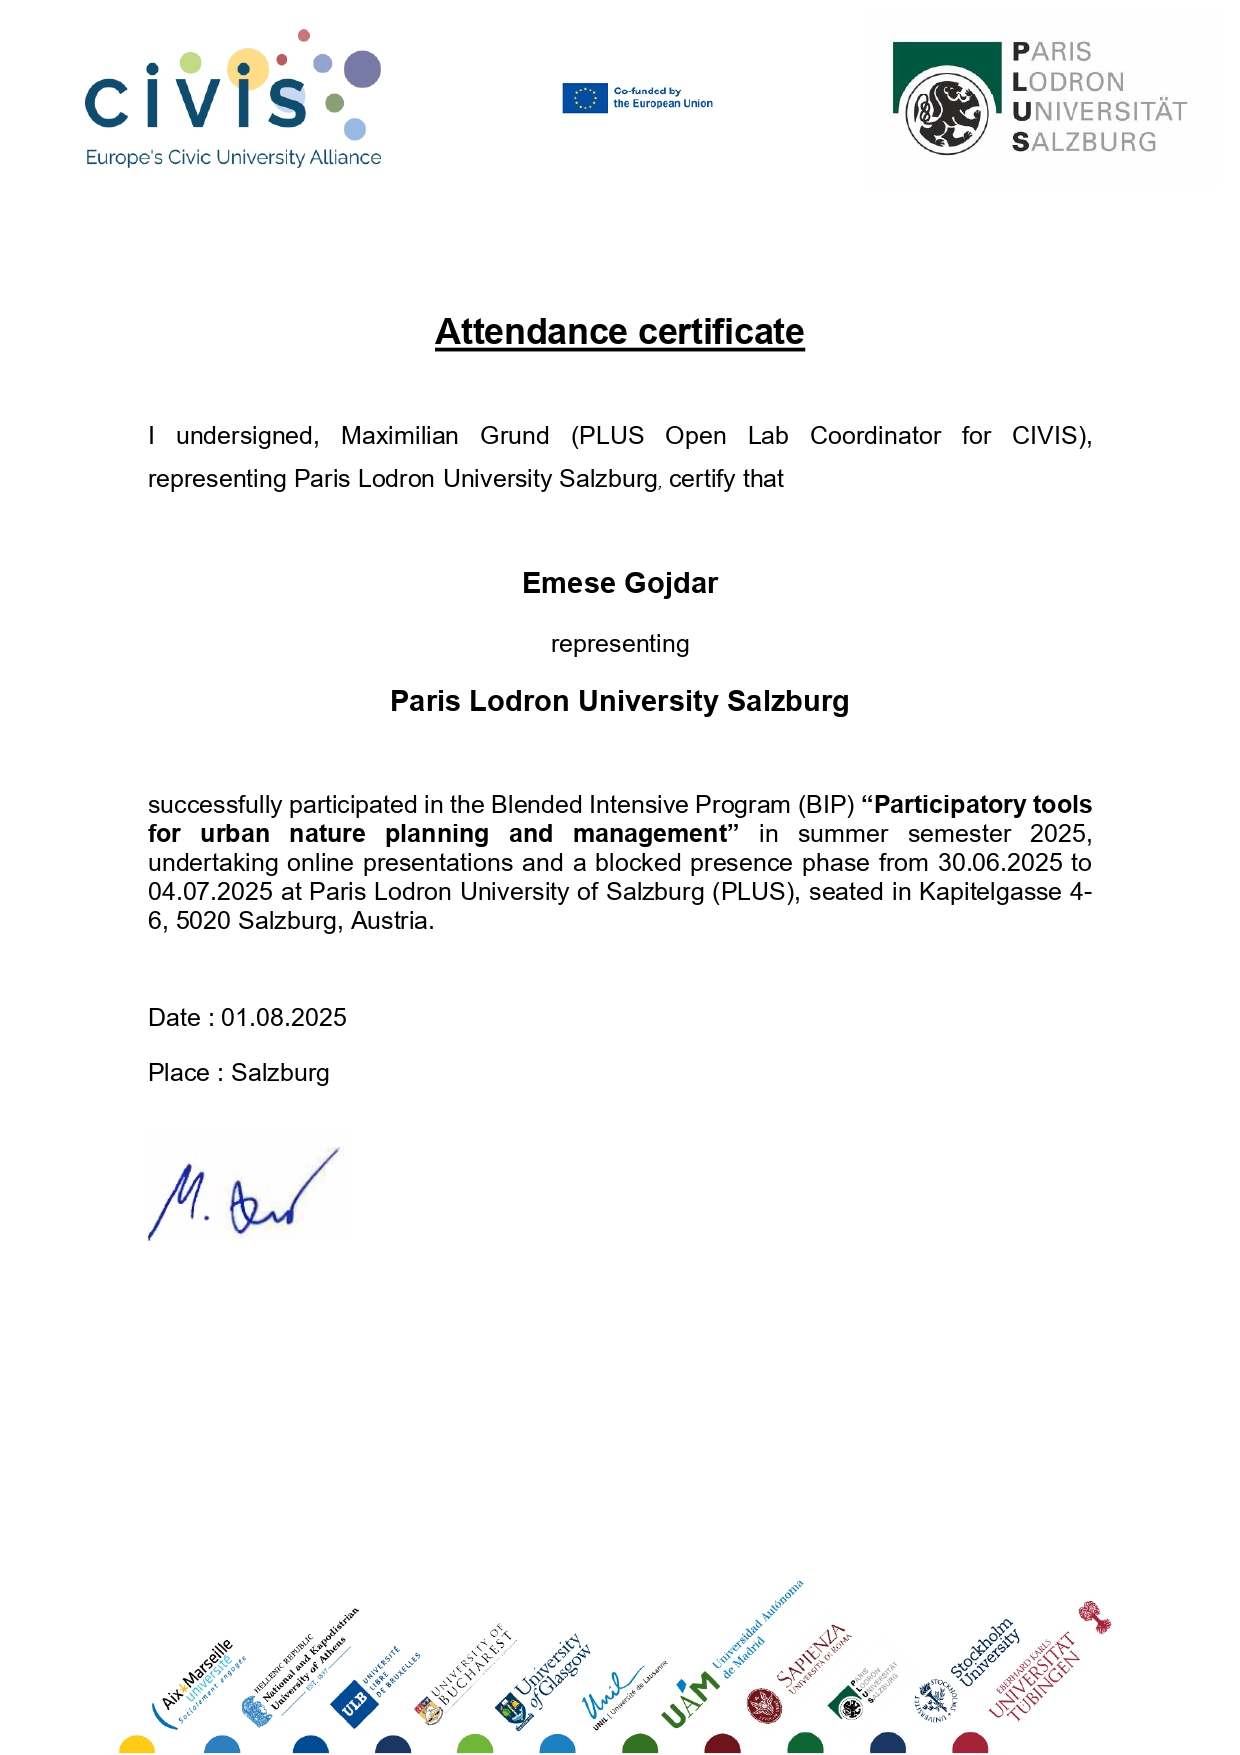 civis
Europe's Civic University Alliance
Co-funded by
the European Union
PARIS
LODRON
UNIVERSITÄT
SALZBURG
Attendance certificate
I undersigned, Maximilian Grund (PLUS Open Lab Coordinator for CIVIS),
representing Paris Lodron University Salzburg, certify that
Emese Gojdar
representing
Paris Lodron University Salzburg
successfully participated in the Blended Intensive Program (BIP) “Participatory tools
for urban nature planning and management” in summer semester 2025,
undertaking online presentations and a blocked presence phase from 30.06.2025 to
04.07.2025 at Paris Lodron University of Salzburg (PLUS), seated in Kapitelgasse 4-
6, 5020 Salzburg, Austria.
Date : 01.08.2025
Place : Salzburg
M.
Aix Marseille
université
Socialement engagée
HELLENIC REPUBLIC
National and Kapodistrian
University of Athens
EST. 1837
ULB
UNIVERSITÉ
LIBRE
DE BRUXELLES
UNIVERSITY OF
BUCHAREST
University
of Glasgow
Unil
UNIL | Université de Lausanne
UAM
Universidad Autónoma
de Madrid
SAPIENZA
UNIVERSITÀ DI ROMA
PARIS
LODRON
UNIVERSITÄT
SALZBURG
Stockholm
University
EBERHARD KARLS
UNIVERSITÄT
TÜBINGEN